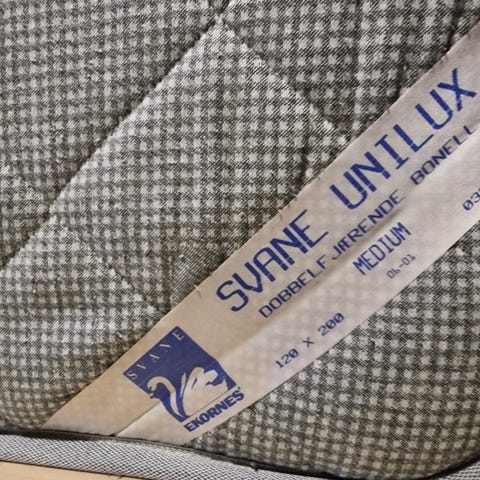 SVANE UNILUX
DOBBELFJÆRENDE BONELL
MEDIUM
06-01
120 × 200
SVANE
EKORNES